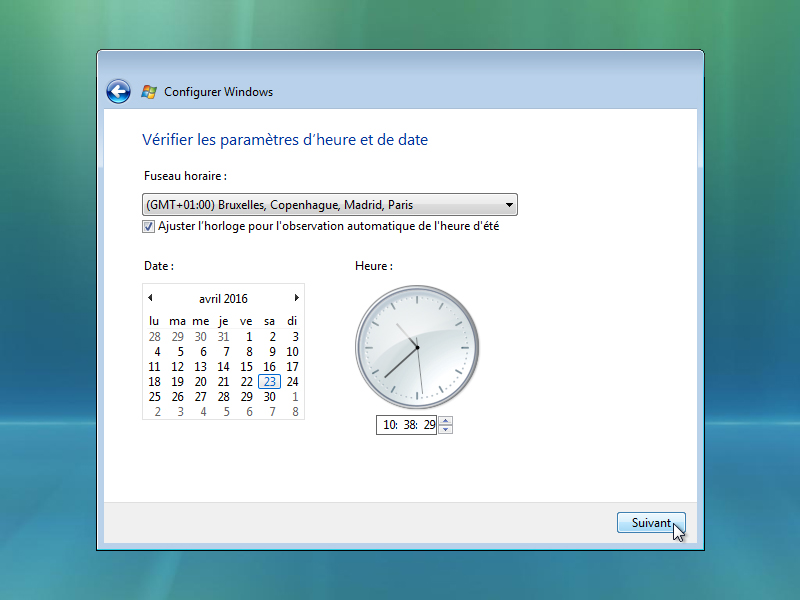 Configurer Windows
Vérifier les paramètres d’heure et de date
Fuseau horaire :
(GMT+01:00) Bruxelles, Copenhague, Madrid, Paris
Ajuster l'horloge pour l'observation automatique de l'heure d'été
Date : Heure :
avril 2016
lu ma me je ve sa di
28 29 30 31 1 2 3
4 5 6 7 8 9 10
11 12 13 14 15 16 17
18 19 20 21 22 23 24
25 26 27 28 29 30 1
2 3 4 5 6 7 8
10: 38: 29
Suivant